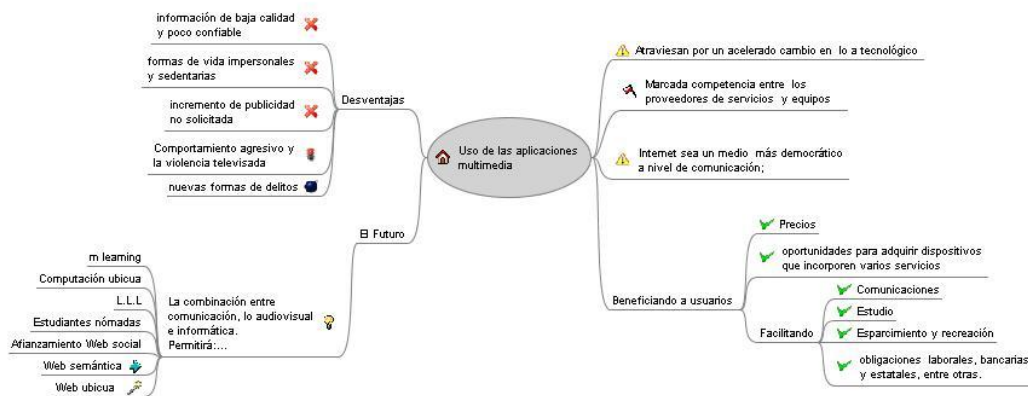 información de baja calidad
y poco confiable
formas de vida impersonales
y sedentarias
incremento de publicidad
no solicitada
Comportamiento agresivo y
la violencia televisada
nuevas formas de delitos
Desventajas
Uso de las aplicaciones
multimedia
Atraviesan por un acelerado cambio en lo a tecnológico
Marcada competencia entre los
proveedores de servicios y equipos
Internet sea un medio más democrático
a nivel de comunicación;
El Futuro
La combinación entre
comunicación, lo audiovisual
e informática.
Permitirá:...
m learning
Computación ubicua
L.L.L
Estudiantes nómadas
Afianzamiento Web social
Web semántica
Web ubicua
Beneficiando a usuarios
Precios
oportunidades para adquirir dispositivos
que incorporen varios servicios
Facilitando
Comunicaciones
Estudio
Esparcimiento y recreación
obligaciones laborales, bancarias
y estatales, entre otras.